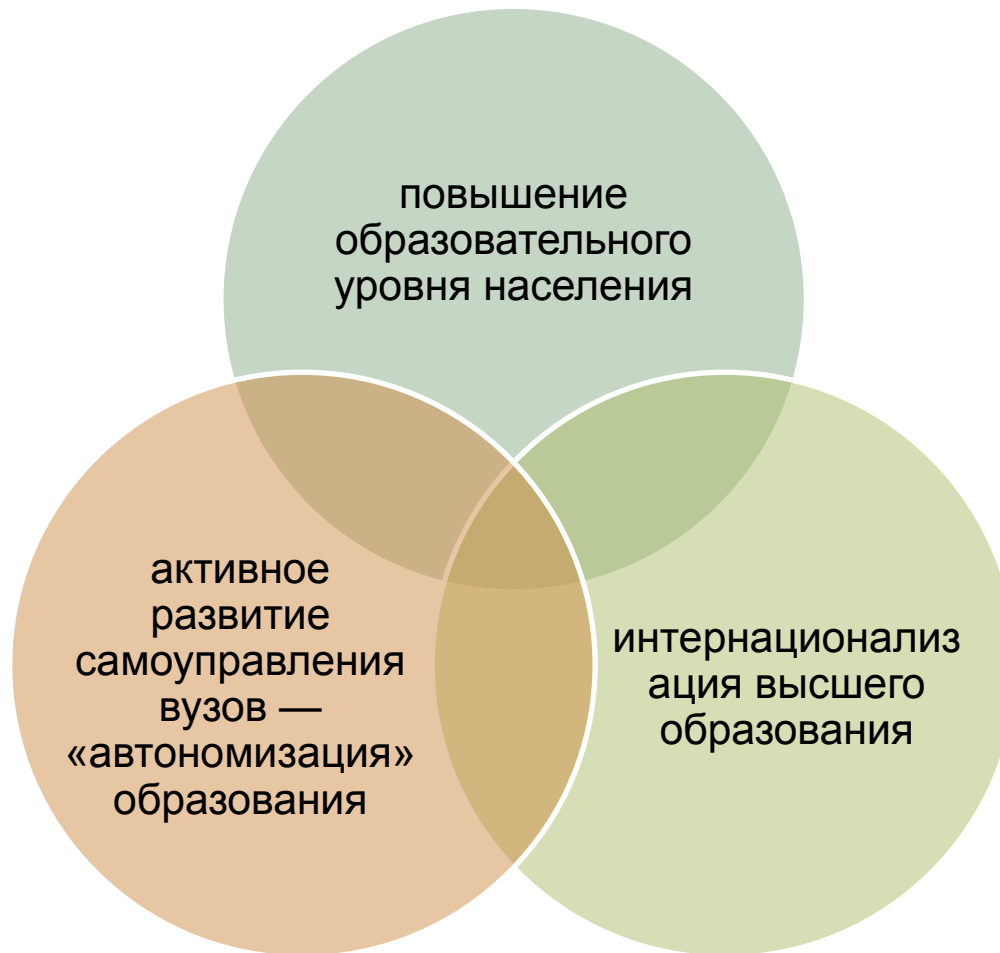 повышение
образовательного
уровня населения
активное
развитие
самоуправления
вузов —
«автономизация»
образования
интернационализ
ация высшего
образования